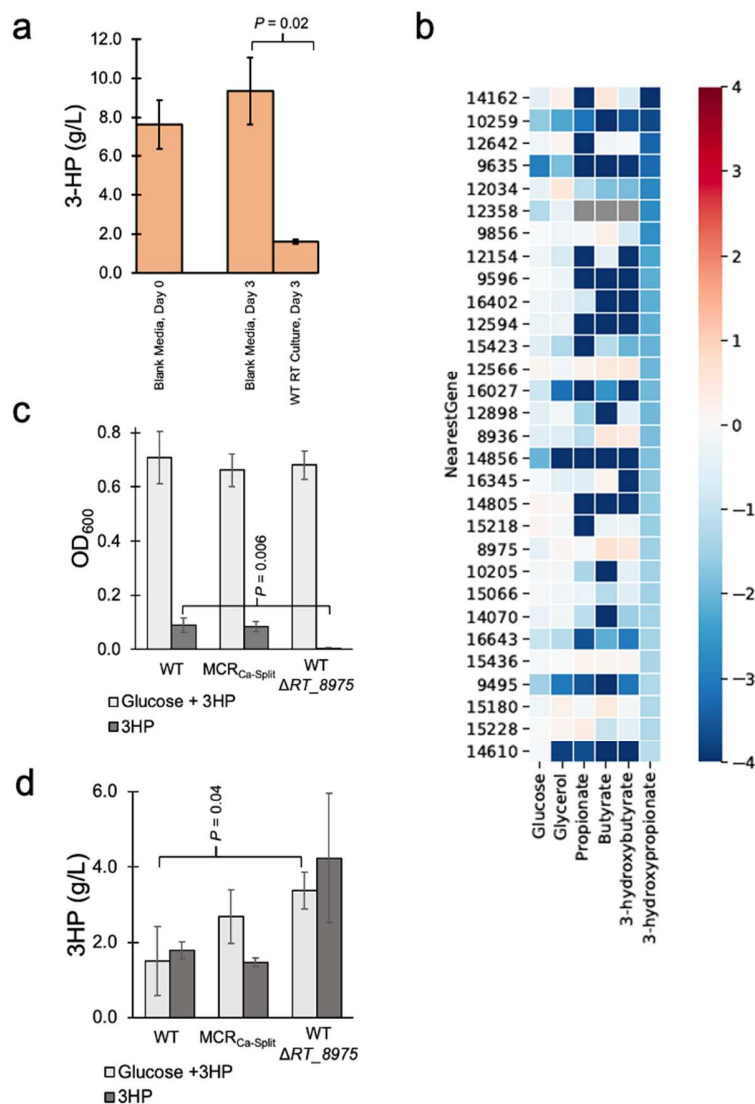 a
P = 0.02
12.0
10.0
8.0
6.0
4.0
2.0
0.0
3-HP (g/L)
Blank Media, Day 0
Blank Media, Day 3
WT RT Culture, Day 3
b
NearestGene
14162
10259
12642
9635
12034
12358
9856
12154
9596
16402
12594
15423
12566
16027
12898
8936
14856
16345
14805
15218
8975
10205
15066
14070
16643
15436
9495
15180
15228
14610
Glucose
Glycerol
Propionate
Butyrate
3-hydroxybutyrate
3-hydroxypropionate
4
3
2
1
0
−1
−2
−3
−4
c
0.8
0.6
0.4
0.2
0.0
OD600
P = 0.006
WT
MCRCa-Split
WT
ΔRT_8975
Glucose + 3HP
3HP
d
6.0
4.0
2.0
0.0
3HP (g/L)
P = 0.04
WT
MCRCa-Split
WT
ΔRT_8975
Glucose +3HP
3HP